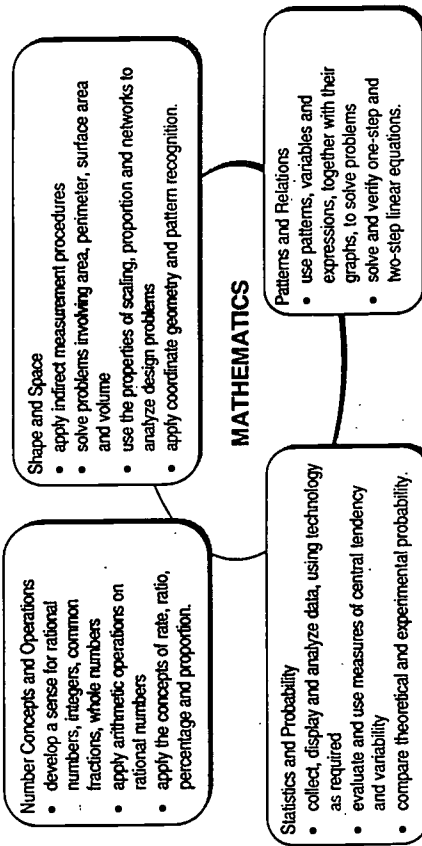 Number Concepts and Operations
• develop a sense for rational
numbers, integers, common
fractions, whole numbers
• apply arithmetic operations on
rational numbers
• apply the concepts of rate, ratio,
percentage and proportion.
Shape and Space
• apply indirect measurement procedures
• solve problems involving area, perimeter, surface area
and volume
• use the properties of scaling, proportion and networks to
analyze design problems
• apply coordinate geometry and pattern recognition.
MATHEMATICS
Statistics and Probability
• collect, display and analyze data, using technology
as required
• evaluate and use measures of central tendency
and variability
• compare theoretical and experimental probability.
Patterns and Relations
• use patterns, variables and
expressions, together with their
graphs, to solve problems
• solve and verify one-step and
two-step linear equations.